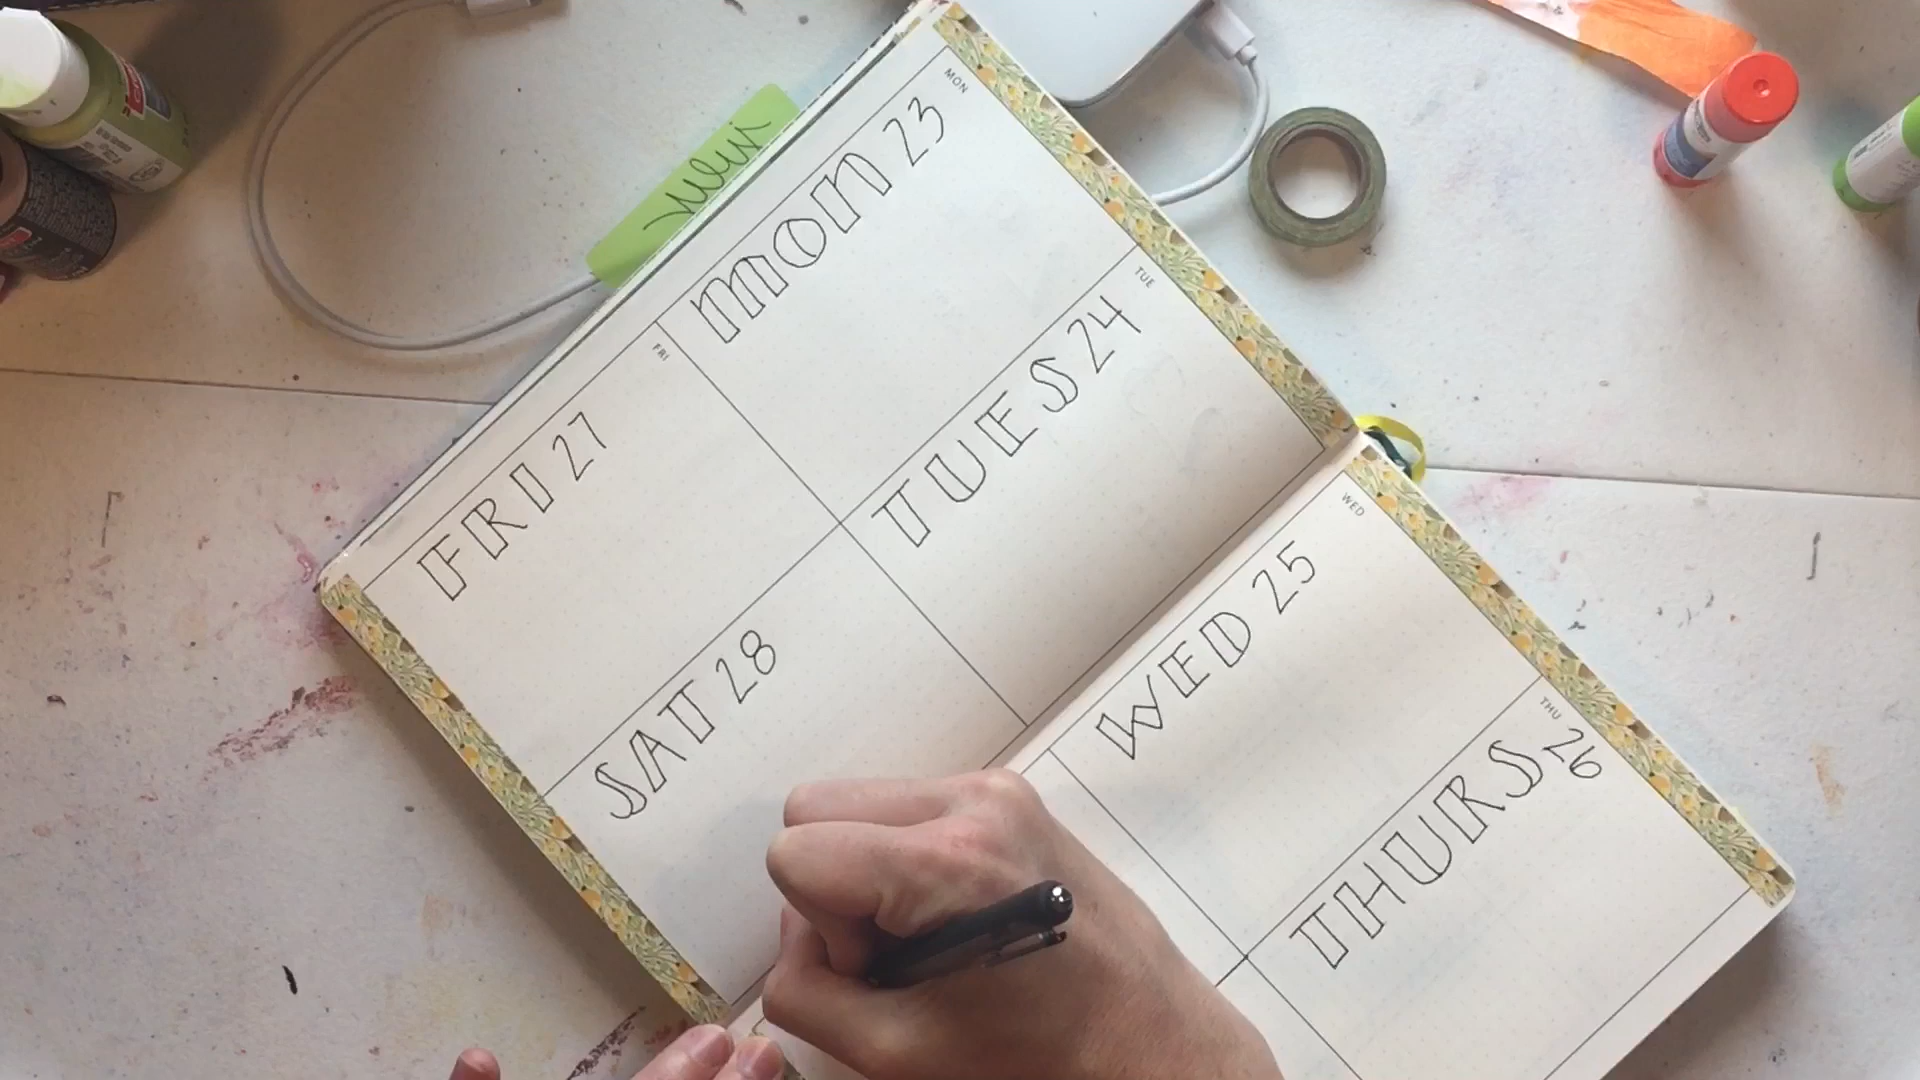 MON
MON 23
TUE
TUES 24
WED
WED 25
THU
THURS 26
FRI
FRI 27
SAT 28